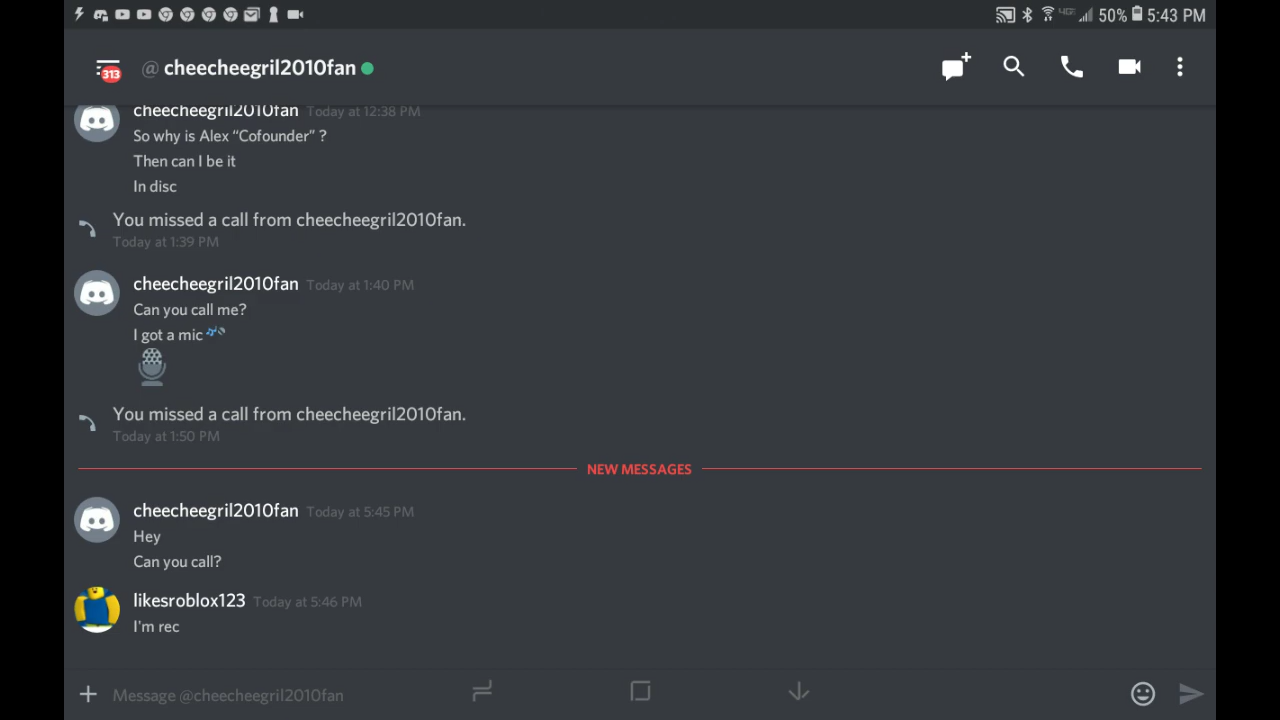 50% 5:43 PM
313
@ cheecheegril2010fan
cheecheegril2010fan Today at 12:38 PM
So why is Alex “Cofounder” ?
Then can I be it
In disc
You missed a call from cheecheegril2010fan.
Today at 1:39 PM
cheecheegril2010fan Today at 1:40 PM
Can you call me?
I got a mic
You missed a call from cheecheegril2010fan.
Today at 1:50 PM
NEW MESSAGES
cheecheegril2010fan Today at 5:45 PM
Hey
Can you call?
likesroblox123 Today at 5:46 PM
I'm rec
Message @cheecheegril2010fan